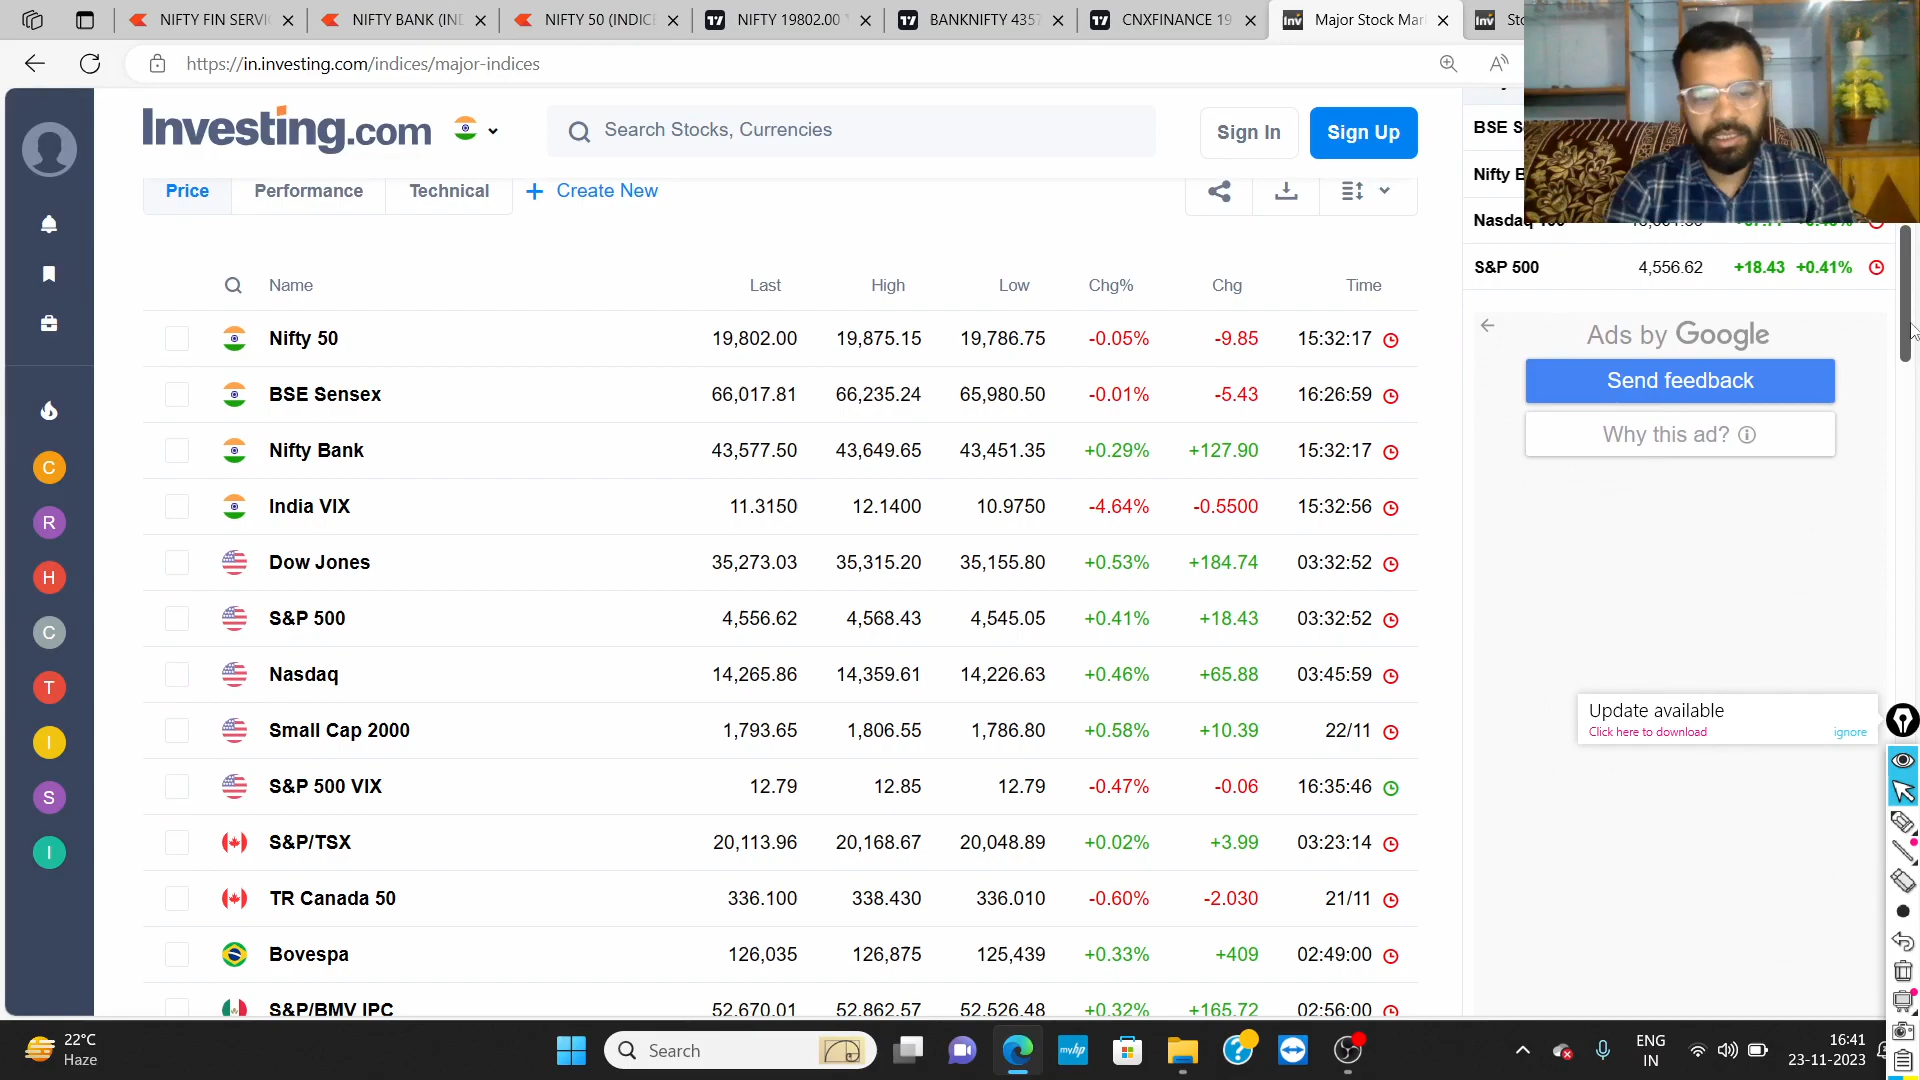 NIFTY FIN SERVI
NIFTY BANK (IND
NIFTY 50 (INDICE
NIFTY 19802.00
BANKNIFTY 4357
CNXFINANCE 19
Major Stock Mar
Sto
https://in.investing.com/indices/major-indices
Investing.com
Search Stocks, Currencies
Sign In
Sign Up
Price
Performance
Technical
+ Create New
Name Last High Low Chg% Chg Time
Nifty 50 19,802.00 19,875.15 19,786.75 -0.05% -9.85 15:32:17
BSE Sensex 66,017.81 66,235.24 65,980.50 -0.01% -5.43 16:26:59
Nifty Bank 43,577.50 43,649.65 43,451.35 +0.29% +127.90 15:32:17
India VIX 11.3150 12.1400 10.9750 -4.64% -0.5500 15:32:56
Dow Jones 35,273.03 35,315.20 35,155.80 +0.53% +184.74 03:32:52
S&P 500 4,556.62 4,568.43 4,545.05 +0.41% +18.43 03:32:52
Nasdaq 14,265.86 14,359.61 14,226.63 +0.46% +65.88 03:45:59
Small Cap 2000 1,793.65 1,806.55 1,786.80 +0.58% +10.39 22/11
S&P 500 VIX 12.79 12.85 12.79 -0.47% -0.06 16:35:46
S&P/TSX 20,113.96 20,168.67 20,048.89 +0.02% +3.99 03:23:14
TR Canada 50 336.100 338.430 336.010 -0.60% -2.030 21/11
Bovespa 126,035 126,875 125,439 +0.33% +409 02:49:00
S&P/BMV IPC 52,670.01 52,862.57 52,526.48 +0.32% +165.72 02:56:00
C
R
H
C
T
I
S
I
BSE S
Nifty B
Nasdaq
S&P 500 4,556.62 +18.43 +0.41%
Ads by Google
Send feedback
Why this ad?
Update available
Click here to download
ignore
22°C
Haze
Search
myhp
ENG
IN
16:41
23-11-2023